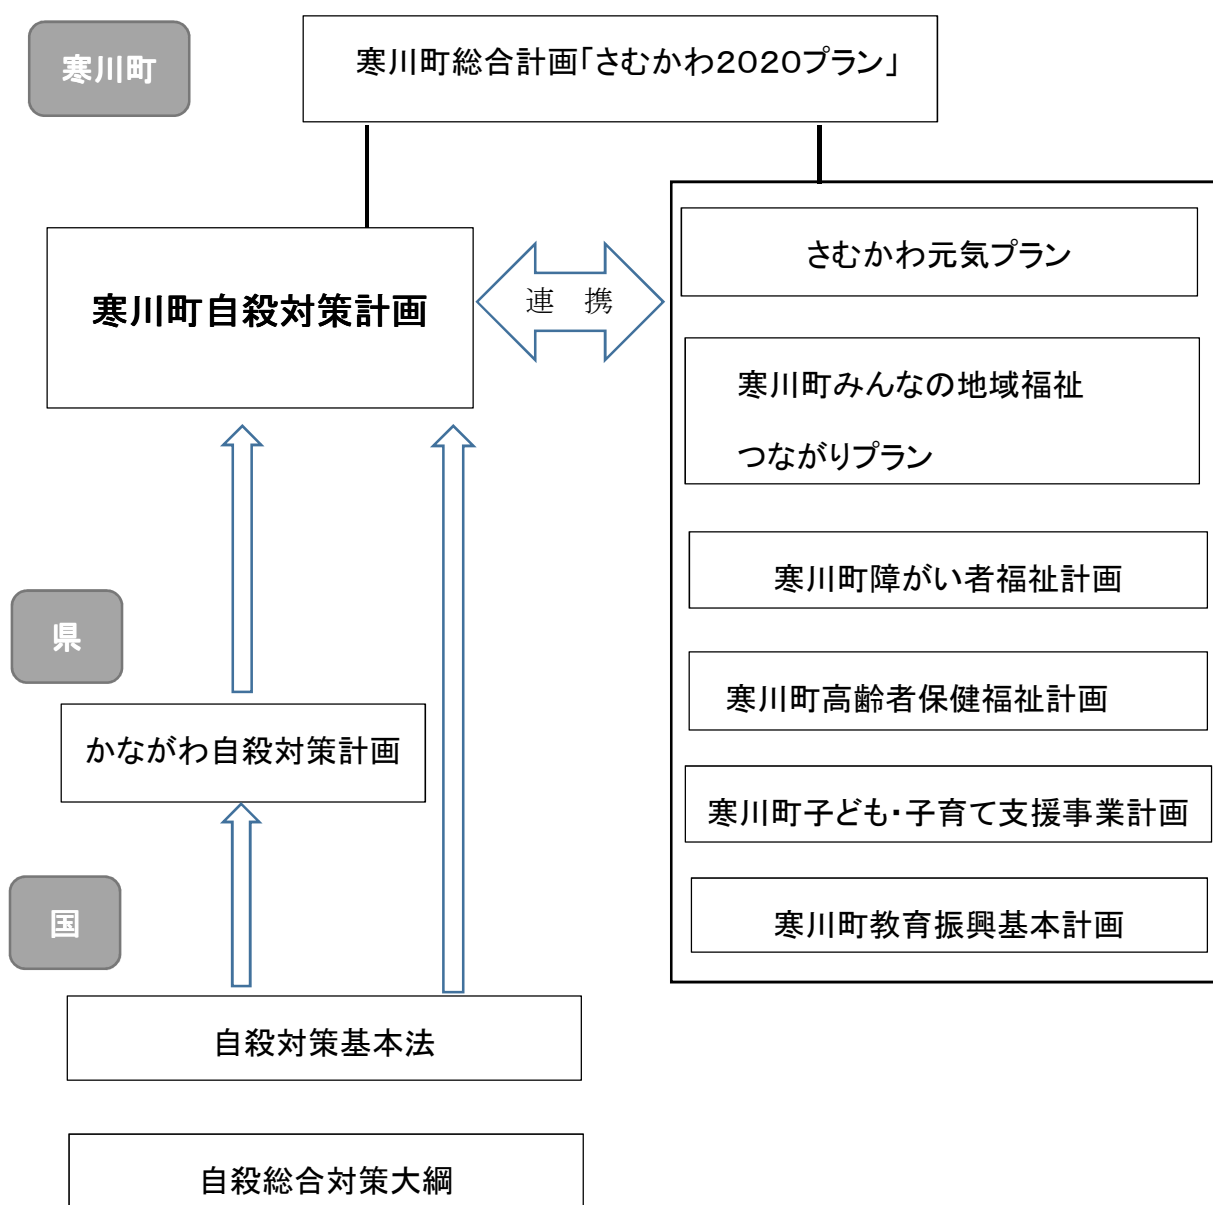 寒川町
寒川町総合計画「さむかわ2020プラン」
寒川町自殺対策計画
連　携
さむかわ元気プラン
寒川町みんなの地域福祉
つながりプラン
寒川町障がい者福祉計画
寒川町高齢者保健福祉計画
寒川町子ども・子育て支援事業計画
寒川町教育振興基本計画
県
かながわ自殺対策計画
国
自殺対策基本法
自殺総合対策大綱